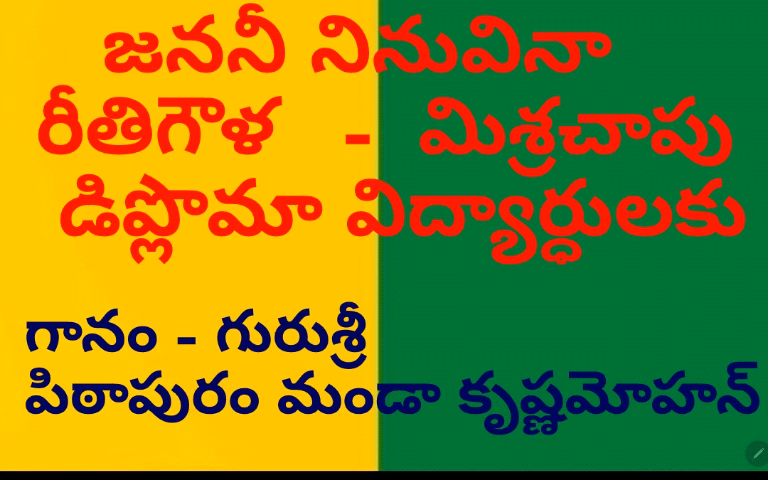 జననీ నినువినా
రీతిగౌళ - మిశ్రచాపు
డిప్లొమా విద్యార్ధులకు
గానం - గురుశ్రీ
పిఠాపురం మండా కృష్ణమోహన్